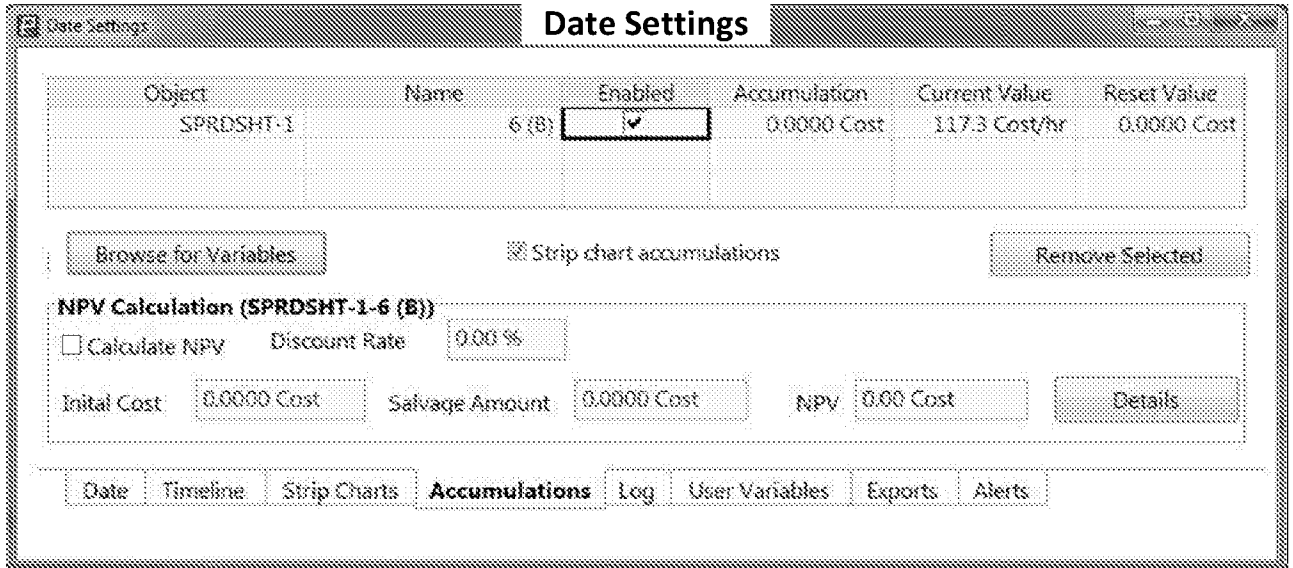 Date Settings
Date Settings
Object Name Enabled Accumulation Current Value Reset Value
SPRDSHT-1 6 (B) 0.0000 Cost 117.3 Cost/hr 0.0000 Cost
Browse for Variables Strip chart accumulations Remove Selected
NPV Calculation (SPRDSHT-1-6 (B))
Calculate NPV Discount Rate 0.00 %
Inital Cost 0.0000 Cost Salvage Amount 0.0000 Cost NPV 0.00 Cost Details
Date Timeline Strip Charts Accumulations Log User Variables Exports Alerts